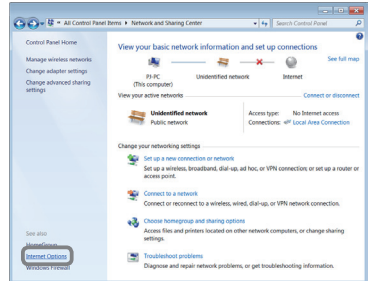 All Control Panel Items ▸ Network and Sharing Center
Search Control Panel
Control Panel Home
Manage wireless networks
Change adapter settings
Change advanced sharing
settings
See also
HomeGroup
Internet Options
Windows Firewall
View your basic network information and set up connections
See full map
PJ-PC
(This computer)
Unidentified network
Internet
View your active networks
Connect or disconnect
Unidentified network
Public network
Access type: No Internet access
Connections: Local Area Connection
Change your networking settings
Set up a new connection or network
Set up a wireless, broadband, dial-up, ad hoc, or VPN connection; or set up a router or
access point.
Connect to a network
Connect or reconnect to a wireless, wired, dial-up, or VPN network connection.
Choose homegroup and sharing options
Access files and printers located on other network computers, or change sharing
settings.
Troubleshoot problems
Diagnose and repair network problems, or get troubleshooting information.